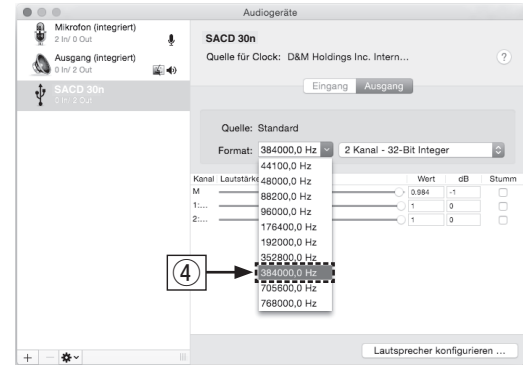 Audiogeräte
Mikrofon (integriert)
2 In/ 0 Out
Ausgang (integriert)
0 In/ 2 Out
SACD 30n
0 In/ 2 Out
SACD 30n
Quelle für Clock: D&M Holdings Inc. Intern...
?
Eingang Ausgang
Quelle: Standard
Format: 384000,0 Hz 2 Kanal - 32-Bit Integer
44100,0 Hz
48000,0 Hz
88200,0 Hz
96000,0 Hz
176400,0 Hz
192000,0 Hz
352800,0 Hz
384000,0 Hz
705600,0 Hz
768000,0 Hz
Kanal Lautstärke Wert dB Stumm
M 0.984 -1
1:... 1 0
2:... 1 0
④
+ −
Lautsprecher konfigurieren ...